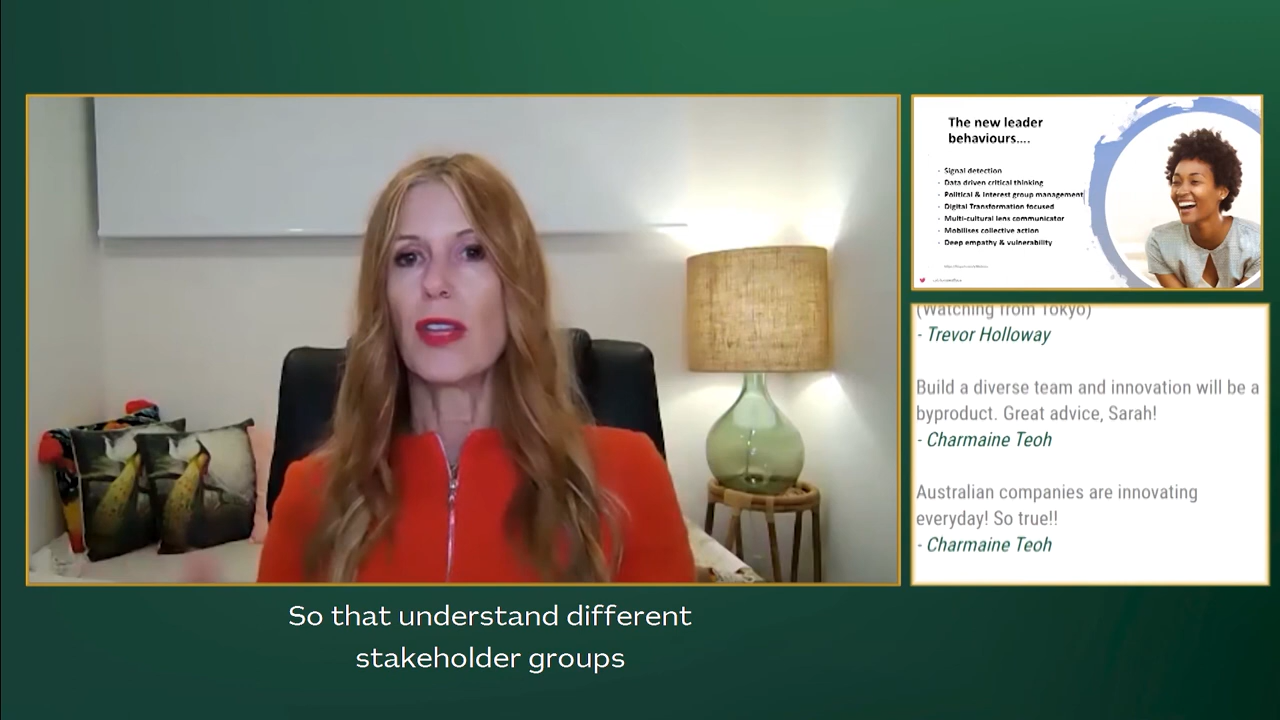 The new leader
behaviours....
- Signal detection
- Data driven critical thinking
- Political & Interest group management
- Digital Transformation focused
- Multi-cultural lens communicator
- Mobilises collective action
- Deep empathy & vulnerability
(Watching from Tokyo)
- Trevor Holloway
Build a diverse team and innovation will be a
byproduct. Great advice, Sarah!
- Charmaine Teoh
Australian companies are innovating
everyday! So true!!
- Charmaine Teoh
So that understand different
stakeholder groups